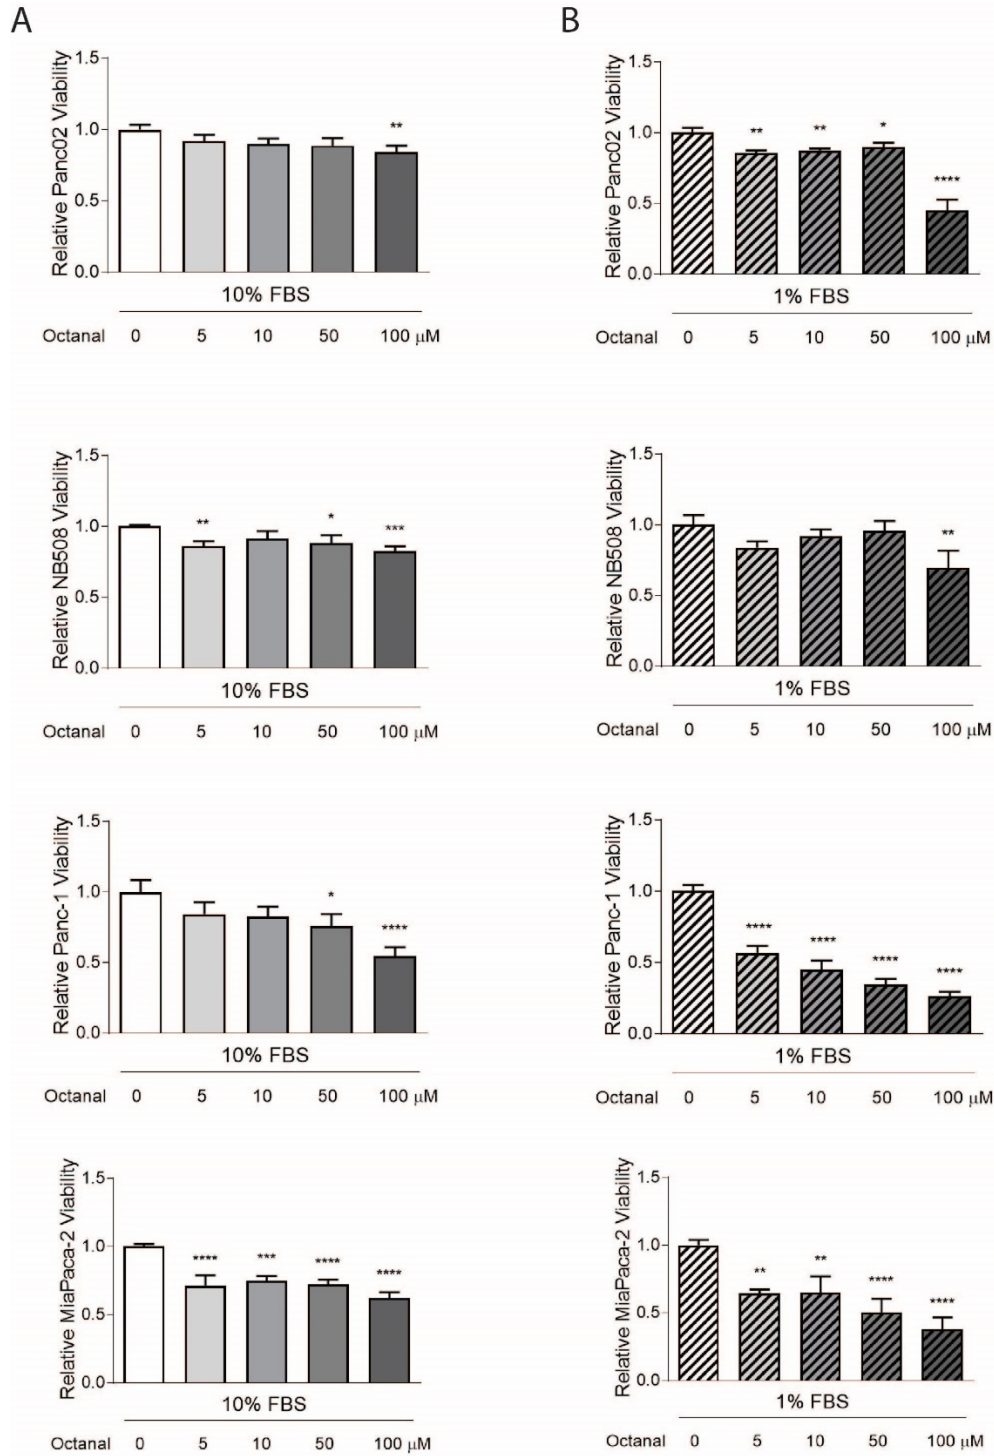 A
Relative Panc02 Viability
1.5
1.0
0.5
0.0
**
10% FBS
Octanal 0 5 10 50 100 μM
Relative NB508 Viability
1.5
1.0
0.5
0.0
** * ***
10% FBS
Octanal 0 5 10 50 100 μM
Relative Panc-1 Viability
1.5
1.0
0.5
0.0
* ****
10% FBS
Octanal 0 5 10 50 100 μM
Relative MiaPaca-2 Viability
1.5
1.0
0.5
0.0
**** *** **** ****
10% FBS
Octanal 0 5 10 50 100 μM
B
Relative Panc02 Viability
1.5
1.0
0.5
0.0
** ** * ****
1% FBS
Octanal 0 5 10 50 100 μM
Relative NB508 Viability
1.5
1.0
0.5
0.0
**
1% FBS
Octanal 0 5 10 50 100 μM
Relative Panc-1 Viability
1.5
1.0
0.5
0.0
**** **** **** ****
1% FBS
Octanal 0 5 10 50 100 μM
Relative MiaPaca-2 Viability
1.5
1.0
0.5
0.0
** ** **** ****
1% FBS
Octanal 0 5 10 50 100 μM